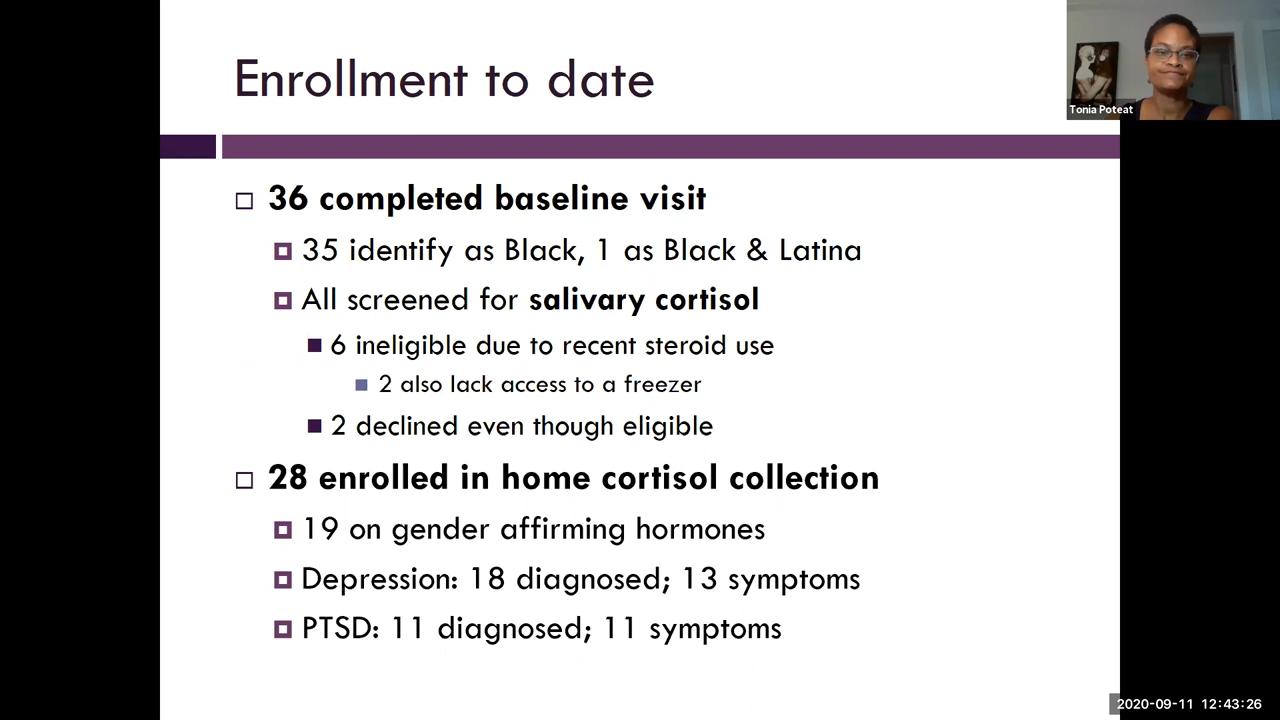 Enrollment to date
Tonia Poteat
36 completed baseline visit
35 identify as Black, 1 as Black & Latina
All screened for salivary cortisol
6 ineligible due to recent steroid use
2 also lack access to a freezer
2 declined even though eligible
28 enrolled in home cortisol collection
19 on gender affirming hormones
Depression: 18 diagnosed; 13 symptoms
PTSD: 11 diagnosed; 11 symptoms
2020-09-11 12:43:26